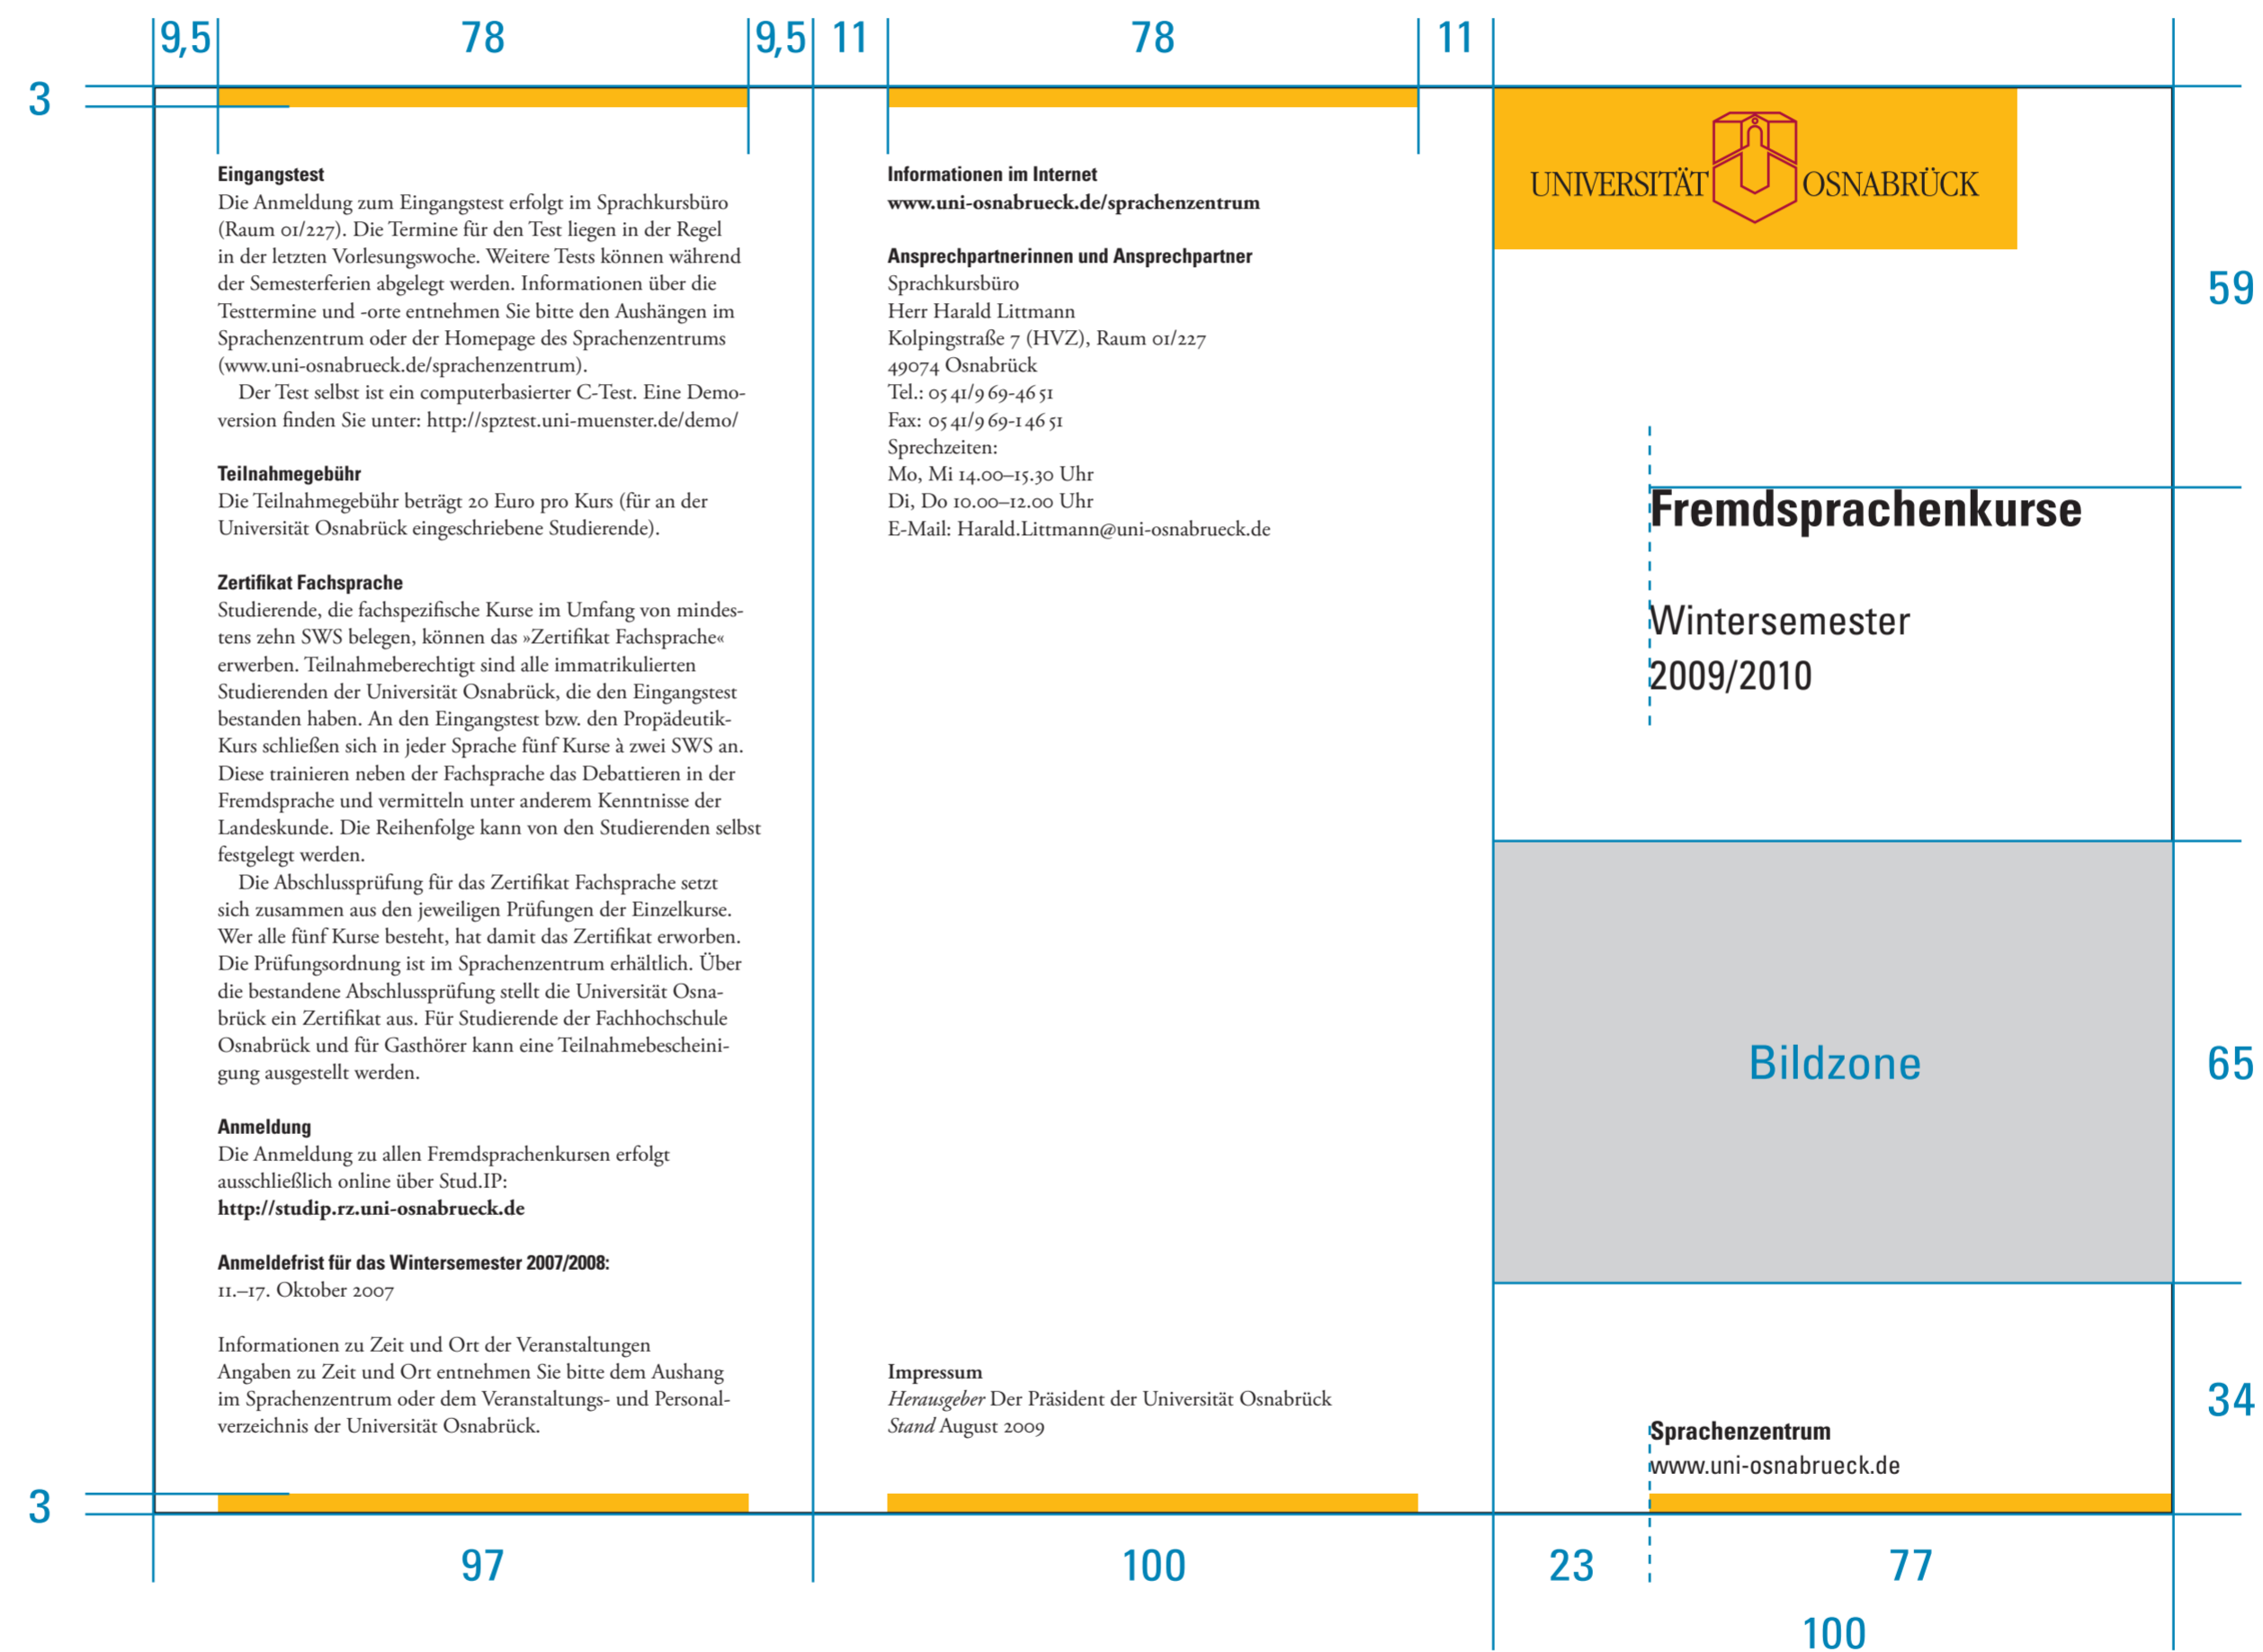 9,5
78
9,5
11
78
11
3
Eingangstest
Die Anmeldung zum Eingangstest erfolgt im Sprachkursbüro
(Raum 01/227). Die Termine für den Test liegen in der Regel
in der letzten Vorlesungswoche. Weitere Tests können während
der Semesterferien abgelegt werden. Informationen über die
Testtermine und -orte entnehmen Sie bitte den Aushängen im
Sprachenzentrum oder der Homepage des Sprachenzentrums
(www.uni-osnabrueck.de/sprachenzentrum).
Der Test selbst ist ein computerbasierter C-Test. Eine Demo-
version finden Sie unter: http://spztest.uni-muenster.de/demo/
Teilnahmegebühr
Die Teilnahmegebühr beträgt 20 Euro pro Kurs (für an der
Universität Osnabrück eingeschriebene Studierende).
Zertifikat Fachsprache
Studierende, die fachspezifische Kurse im Umfang von mindes-
tens zehn SWS belegen, können das »Zertifikat Fachsprache«
erwerben. Teilnahmeberechtigt sind alle immatrikulierten
Studierenden der Universität Osnabrück, die den Eingangstest
bestanden haben. An den Eingangstest bzw. den Propädeutik-
Kurs schließen sich in jeder Sprache fünf Kurse à zwei SWS an.
Diese trainieren neben der Fachsprache das Debattieren in der
Fremdsprache und vermitteln unter anderem Kenntnisse der
Landeskunde. Die Reihenfolge kann von den Studierenden selbst
festgelegt werden.
Die Abschlussprüfung für das Zertifikat Fachsprache setzt
sich zusammen aus den jeweiligen Prüfungen der Einzelkurse.
Wer alle fünf Kurse besteht, hat damit das Zertifikat erworben.
Die Prüfungsordnung ist im Sprachenzentrum erhältlich. Über
die bestandene Abschlussprüfung stellt die Universität Osna-
brück ein Zertifikat aus. Für Studierende der Fachhochschule
Osnabrück und für Gasthörer kann eine Teilnahmebescheini-
gung ausgestellt werden.
Anmeldung
Die Anmeldung zu allen Fremdsprachenkursen erfolgt
ausschließlich online über Stud.IP:
http://studip.rz.uni-osnabrueck.de
Anmeldefrist für das Wintersemester 2007/2008:
11.–17. Oktober 2007
Informationen zu Zeit und Ort der Veranstaltungen
Angaben zu Zeit und Ort entnehmen Sie bitte dem Aushang
im Sprachenzentrum oder dem Veranstaltungs- und Personal-
verzeichnis der Universität Osnabrück.
3
97
Informationen im Internet
www.uni-osnabrueck.de/sprachenzentrum
Ansprechpartnerinnen und Ansprechpartner
Sprachkursbüro
Herr Harald Littmann
Kolpingstraße 7 (HVZ), Raum 01/227
49074 Osnabrück
Tel.: 05 41/9 69-46 51
Fax: 05 41/9 69-1 46 51
Sprechzeiten:
Mo, Mi 14.00–15.30 Uhr
Di, Do 10.00–12.00 Uhr
E-Mail: Harald.Littmann@uni-osnabrueck.de
Impressum
Herausgeber Der Präsident der Universität Osnabrück
Stand August 2009
100
UNIVERSITÄT OSNABRÜCK
59
Fremdsprachenkurse
Wintersemester
2009/2010
Bildzone
65
34
Sprachenzentrum
www.uni-osnabrueck.de
23
77
100